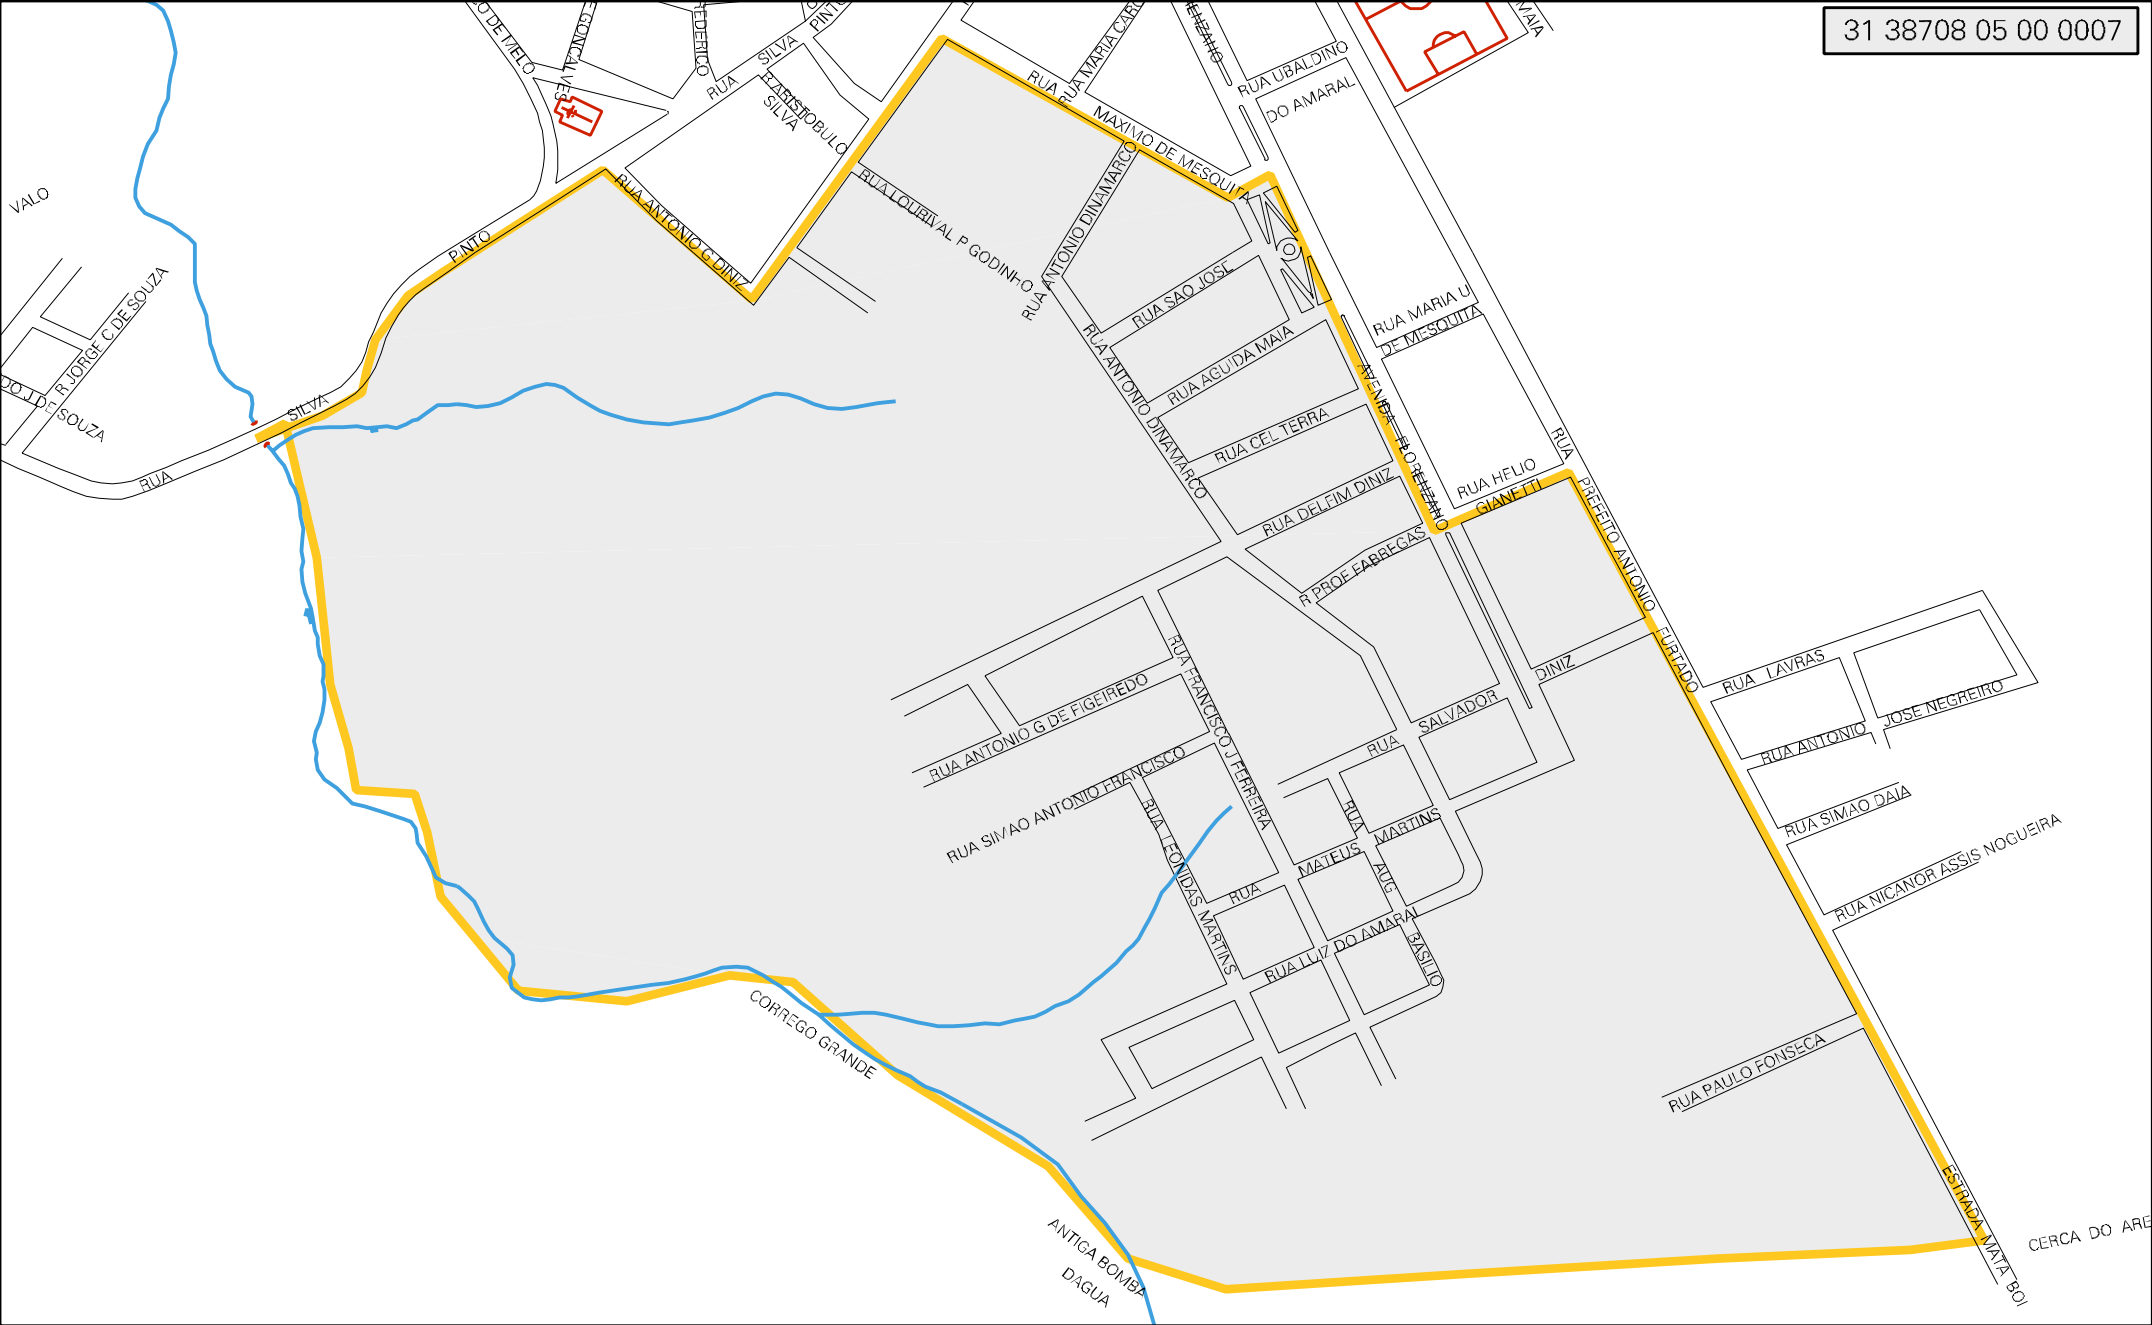 31 38708 05 00 0007
RUA UBALDINO
DO AMARAL
RUA
SILVA
R ARISTOBULO
SILVA
RUA
MAXIMO DE MESQUITA
RUA MARIA CARO
VALO
PINTO
RUA ANTONIO G DINIZ
RUA LOURIVAL P GODINHO
RUA ANTONIO DINAMARCO
RUA SAO JOSE
RUA AGUIDA MAIA
RUA CEL TERRA
RUA DELFIM DINIZ
R PROF FABREGAS
RUA ANTONIO DINAMARCO
AVENIDA FLORENZANO
RUA MARIA U
DE MESQUITA
RUA HELIO
GIANETTI
RUA
PREFEITO ANTONIO
FURTADO
R JORGE C DE SOUZA
DO J DE SOUZA
SILVA
RUA
RUA LAVRAS
RUA ANTONIO JOSE NEGREIRO
RUA SIMAO DAIA
RUA NICANOR ASSIS NOGUEIRA
DINIZ
SALVADOR
RUA
RUA ANTONIO G DE FIGEIREDO
RUA FRANCISCO J FERREIRA
RUA SIMAO ANTONIO FRANCISCO
RUA LEONIDAS MARTINS
RUA
MATEUS
MARTINS
RUA
AUG
BASILIO
RUA LUIZ DO AMARAL
CORREGO GRANDE
RUA PAULO FONSECA
ANTIGA BOMBA
DAGUA
ESTRADA MATA BOI
CERCA DO ARE